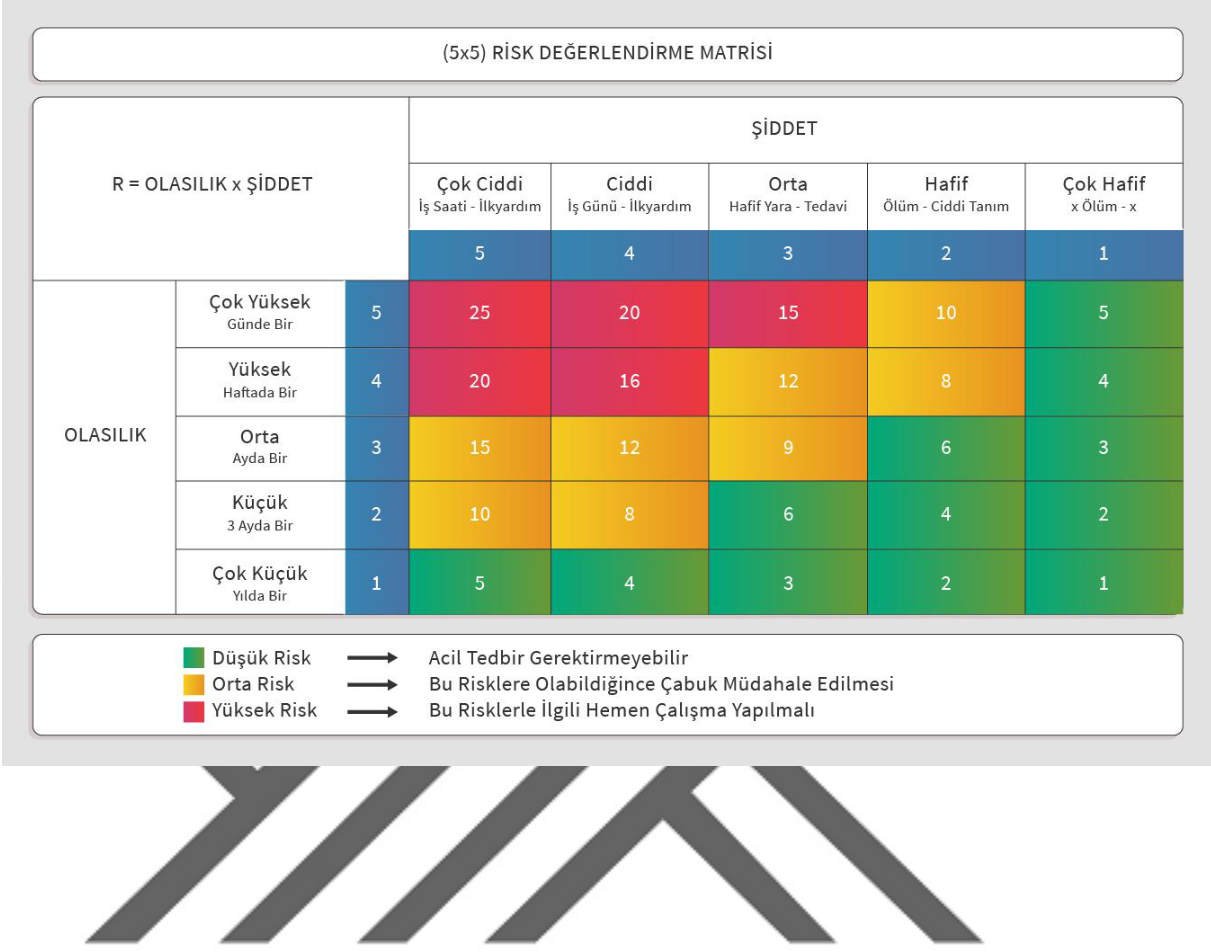 (5x5) RİSK DEĞERLENDİRME MATRİSİ
R = OLASILIK x ŞİDDET
ŞİDDET
Çok Ciddi
İş Saati - İlkyardım
Ciddi
İş Günü - İlkyardım
Orta
Hafif Yara - Tedavi
Hafif
Ölüm - Ciddi Tanım
Çok Hafif
x Ölüm - x
5 4 3 2 1
OLASILIK
Çok Yüksek
Günde Bir
5 25 20 15 10 5
Yüksek
Haftada Bir
4 20 16 12 8 4
Orta
Ayda Bir
3 15 12 9 6 3
Küçük
3 Ayda Bir
2 10 8 6 4 2
Çok Küçük
Yılda Bir
1 5 4 3 2 1
Düşük Risk → Acil Tedbir Gerektirmeyebilir
Orta Risk → Bu Risklere Olabildiğince Çabuk Müdahale Edilmesi
Yüksek Risk → Bu Risklerle İlgili Hemen Çalışma Yapılmalı